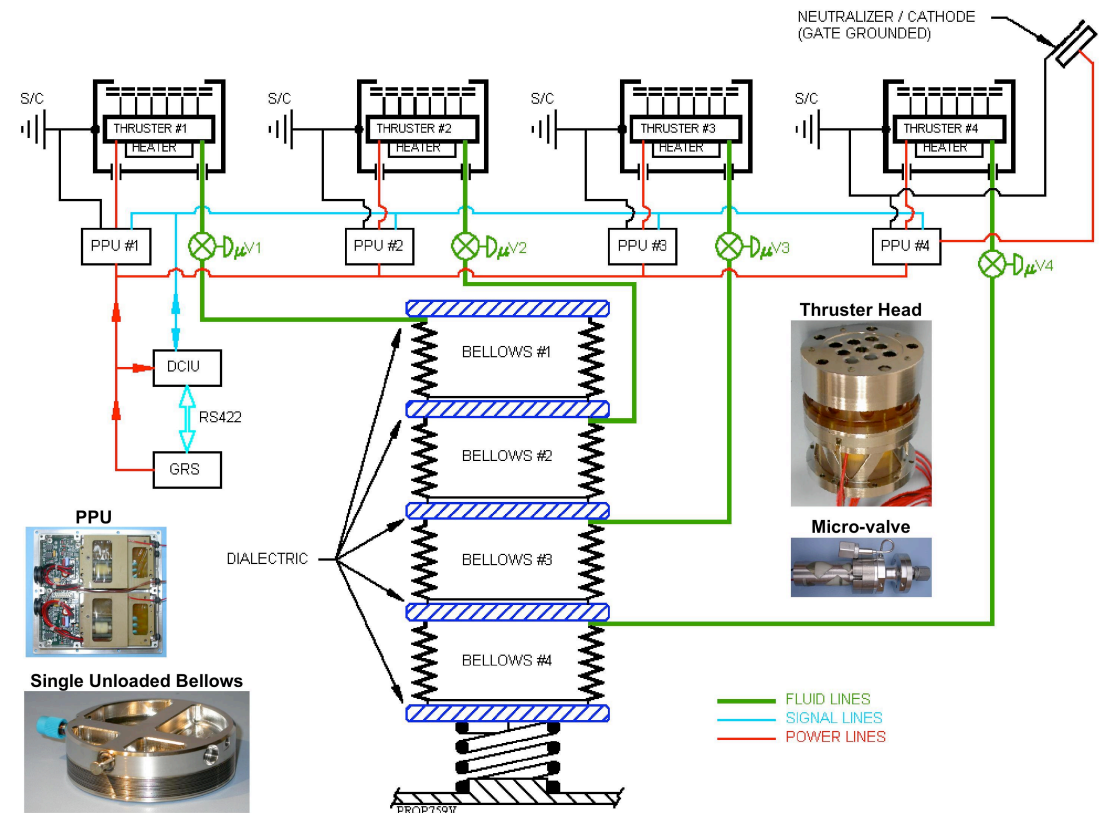 NEUTRALIZER / CATHODE
(GATE GROUNDED)
S/C
S/C
S/C
S/C
THRUSTER #1
THRUSTER #2
THRUSTER #3
THRUSTER #4
HEATER
HEATER
HEATER
HEATER
PPU #1
PPU #2
PPU #3
PPU #4
μV1
μV2
μV3
μV4
DCIU
RS422
GRS
BELLOWS #1
BELLOWS #2
BELLOWS #3
BELLOWS #4
DIALECTRIC
Thruster Head
Micro-valve
PPU
Single Unloaded Bellows
FLUID LINES
SIGNAL LINES
POWER LINES
PROP759V